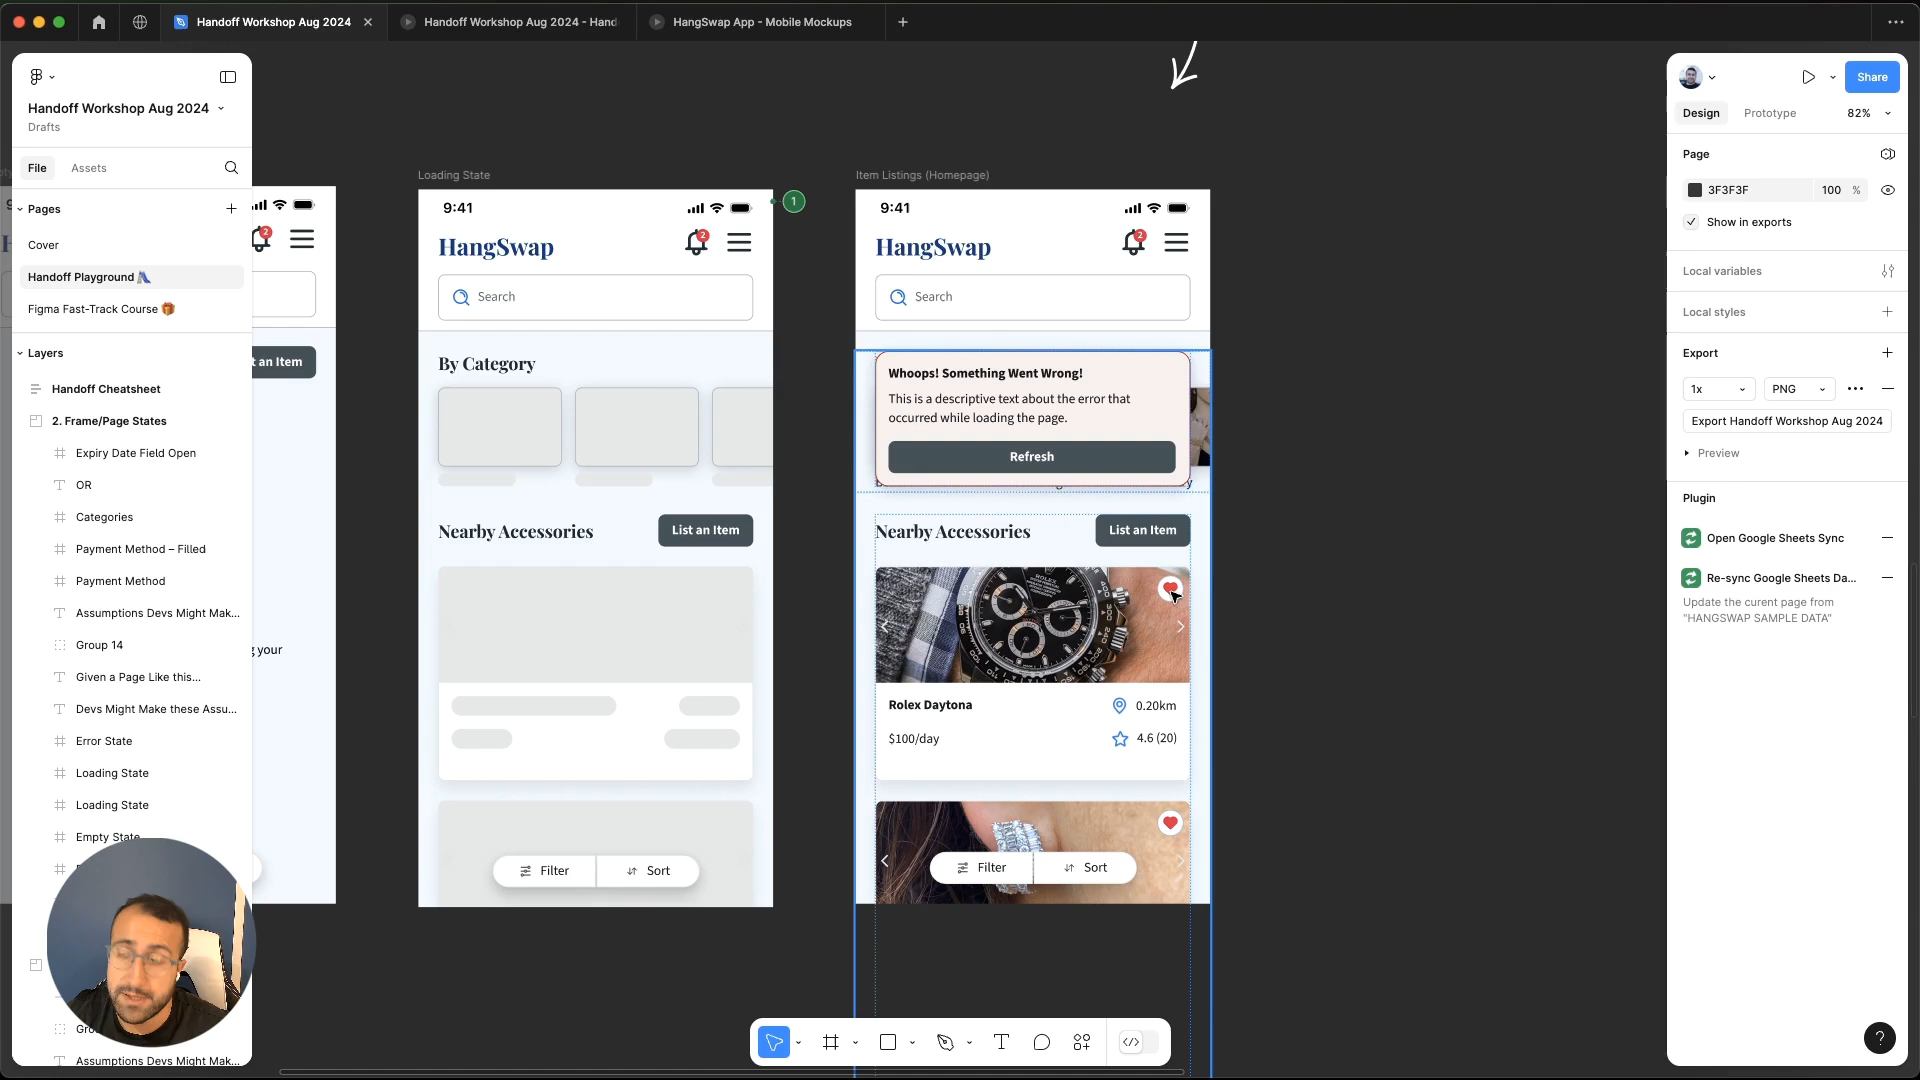 Handoff Workshop Aug 2024
Handoff Workshop Aug 2024 - Hand
HangSwap App - Mobile Mockups
Handoff Workshop Aug 2024
Drafts
File
Assets
Pages
Cover
Handoff Playground
Figma Fast-Track Course
Layers
Handoff Cheatsheet
2. Frame/Page States
Expiry Date Field Open
OR
Categories
Payment Method – Filled
Payment Method
Assumptions Devs Might Mak...
Group 14
Given a Page Like this...
Devs Might Make these Assu...
Error State
Loading State
Loading State
Empty State
Gro
Assumptions Devs Might Mak...
2
t an Item
g your
Loading State
9:41
1
HangSwap
2
Search
By Category
Nearby Accessories
List an Item
Filter
Sort
Item Listings (Homepage)
9:41
HangSwap
2
Search
Whoops! Something Went Wrong!
This is a descriptive text about the error that
occurred while loading the page.
Refresh
Nearby Accessories
List an Item
ROLEX
DAYTONA
Rolex Daytona
0.20km
$100/day
4.6 (20)
Filter
Sort
Share
Design
Prototype
82%
Page
3F3F3F
100
%
Show in exports
Local variables
Local styles
Export
1x
PNG
Export Handoff Workshop Aug 2024
Preview
Plugin
Open Google Sheets Sync
Re-sync Google Sheets Da...
Update the curent page from
"HANGSWAP SAMPLE DATA"
?